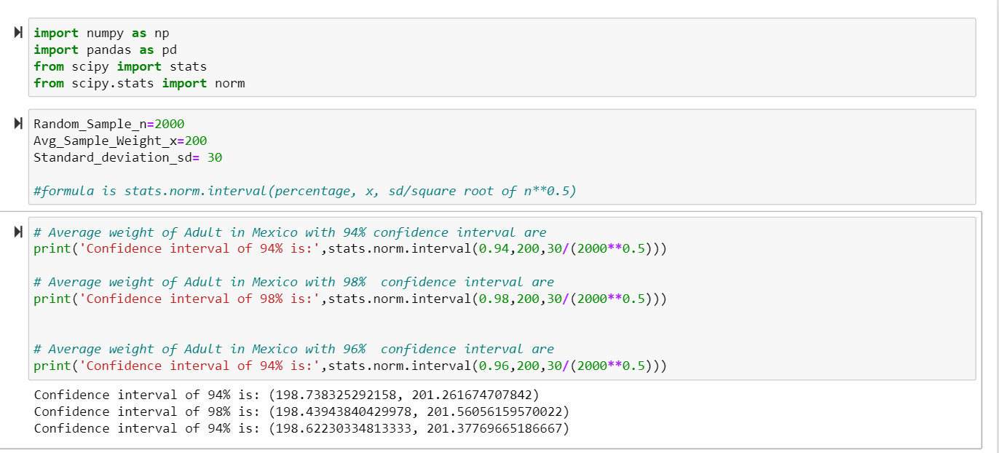 import numpy as np
import pandas as pd
from scipy import stats
from scipy.stats import norm
Random_Sample_n=2000
Avg_Sample_Weight_x=200
Standard_deviation_sd= 30
#formula is stats.norm.interval(percentage, x, sd/square root of n**0.5)
# Average weight of Adult in Mexico with 94% confidence interval are
print('Confidence interval of 94% is:',stats.norm.interval(0.94,200,30/(2000**0.5)))
# Average weight of Adult in Mexico with 98%  confidence interval are
print('Confidence interval of 98% is:',stats.norm.interval(0.98,200,30/(2000**0.5)))
# Average weight of Adult in Mexico with 96%  confidence interval are
print('Confidence interval of 94% is:',stats.norm.interval(0.96,200,30/(2000**0.5)))
Confidence interval of 94% is: (198.738325292158, 201.261674707842)
Confidence interval of 98% is: (198.43943840429978, 201.56056159570022)
Confidence interval of 94% is: (198.62230334813333, 201.37769665186667)